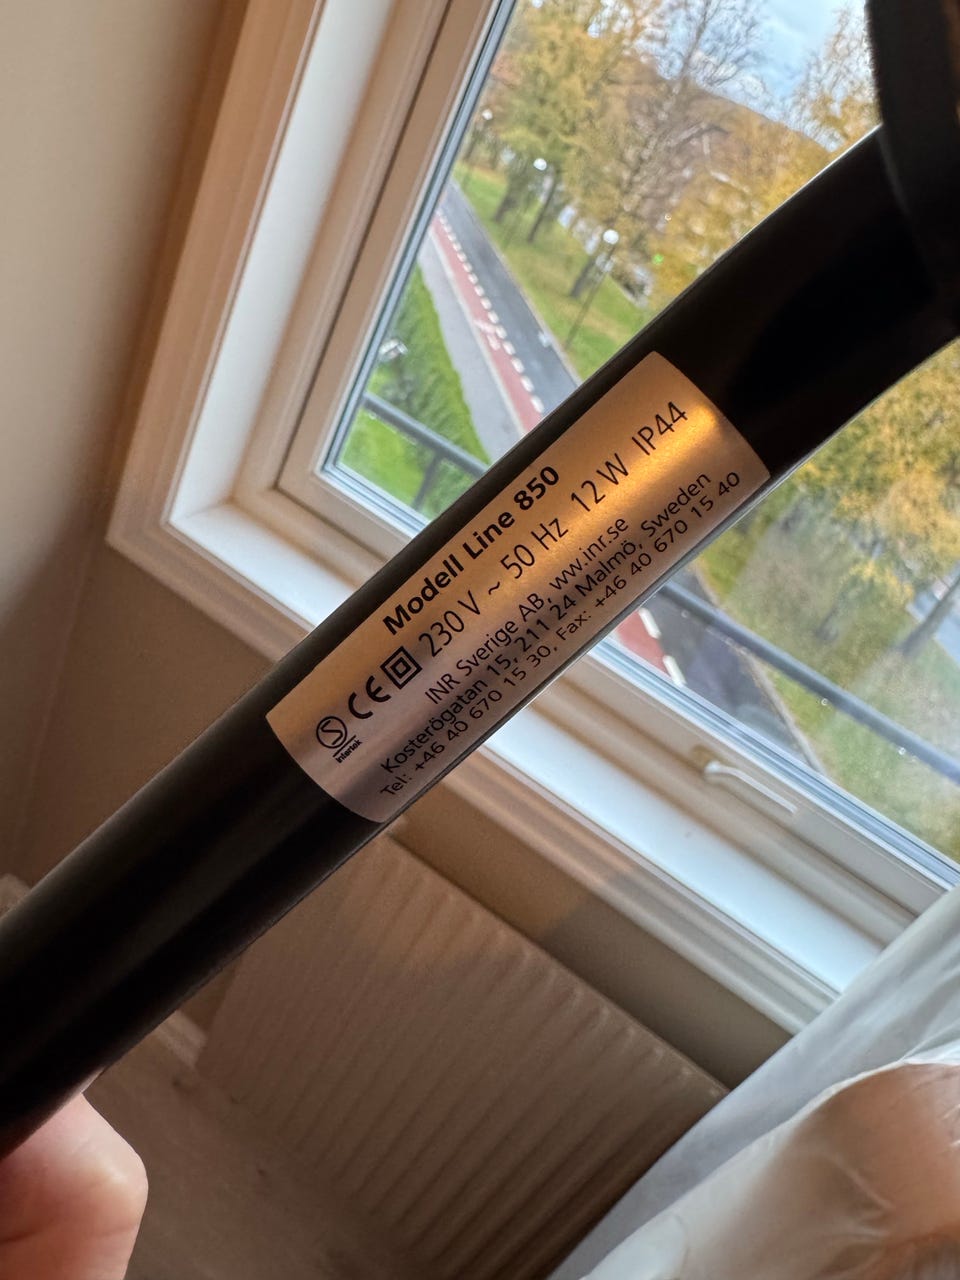 Modell Line 850
S intertek CE 230 V ~ 50 Hz 12 W IP44
INR Sverige AB, ww.inr.se
Kosterögatan 15, 211 24 Malmö, Sweden
Tel: +46 40 670 15 30, Fax: +46 40 670 15 40